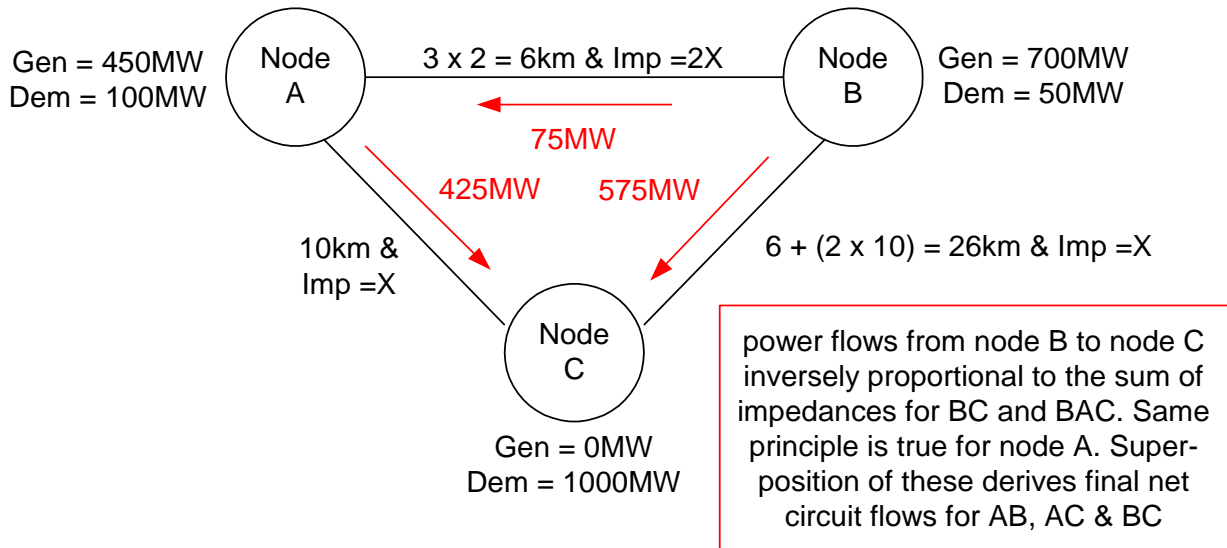 Node
A
Gen = 450MW
Dem = 100MW
3 x 2 = 6km & Imp =2X
Node
B
Gen = 700MW
Dem = 50MW
75MW
425MW
575MW
10km &
Imp =X
6 + (2 x 10) = 26km & Imp =X
Node
C
Gen = 0MW
Dem = 1000MW
power flows from node B to node C
inversely proportional to the sum of
impedances for BC and BAC. Same
principle is true for node A. Super-
position of these derives final net
circuit flows for AB, AC & BC